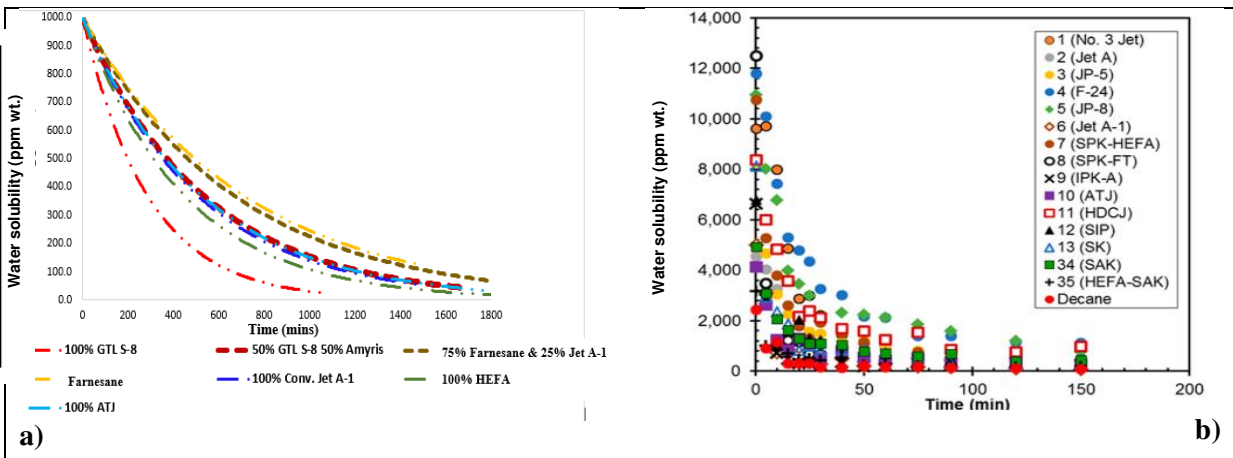 Water solubility (ppm wt.)
1000.0
900.0
800.0
700.0
600.0
500.0
400.0
300.0
200.0
100.0
0.0
0 200 400 600 800 1000 1200 1400 1600 1800
Time (mins)
100% GTL S-8
50% GTL S-8 50% Amyris
75% Farnesane & 25% Jet A-1
Farnesane
100% Conv. Jet A-1
100% HEFA
100% ATJ
a)
Water solubility (ppm wt.)
14,000
12,000
10,000
8,000
6,000
4,000
2,000
0
0 50 100 150 200
Time (min)
1 (No. 3 Jet)
2 (Jet A)
3 (JP-5)
4 (F-24)
5 (JP-8)
6 (Jet A-1)
7 (SPK-HEFA)
8 (SPK-FT)
9 (IPK-A)
10 (ATJ)
11 (HDCJ)
12 (SIP)
13 (SK)
34 (SAK)
35 (HEFA-SAK)
Decane
b)